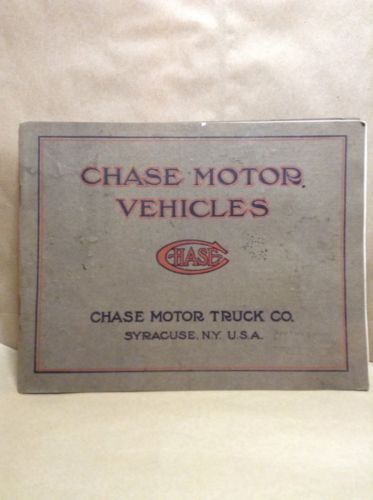 CHASE MOTOR
VEHICLES
CHASE
CHASE MOTOR TRUCK CO.
SYRACUSE, N.Y. U.S.A.